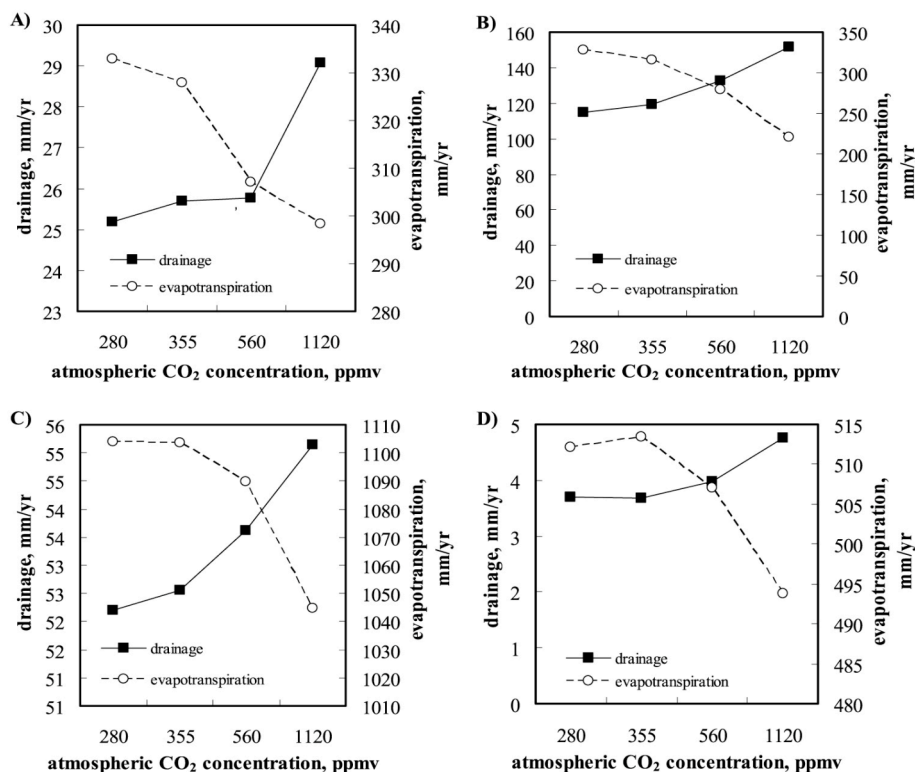 A)
30
29
28
27
26
25
24
23
drainage, mm/yr
340
330
320
310
300
290
280
evapotranspiration,
mm/yr
drainage
evapotranspiration
280 355 560 1120
atmospheric CO₂ concentration, ppmv
B)
160
140
120
100
80
60
40
20
0
drainage, mm/yr
350
300
250
200
150
100
50
0
evapotranspiration,
mm/yr
drainage
evapotranspiration
280 355 560 1120
atmospheric CO₂ concentration, ppmv
C)
56
55
55
54
54
53
53
52
52
51
51
drainage, mm/yr
1110
1100
1090
1080
1070
1060
1050
1040
1030
1020
1010
evapotranspiration,
mm/yr
drainage
evapotranspiration
280 355 560 1120
atmospheric CO₂ concentration, ppmv
D)
5
4
3
2
1
0
drainage, mm/yr
515
510
505
500
495
490
485
480
evapotranspiration,
mm/yr
drainage
evapotranspiration
280 355 560 1120
atmospheric CO₂ concentration, ppmv